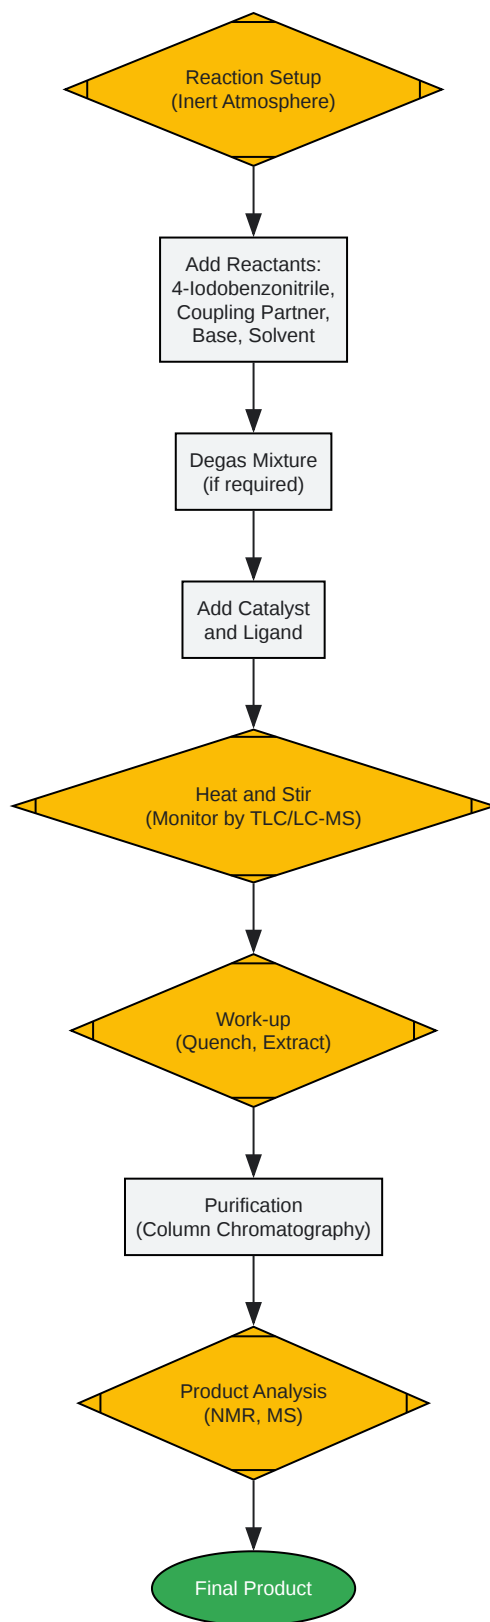 Reaction Setup
(Inert Atmosphere)
Add Reactants:
4-Iodobenzonitrile,
Coupling Partner,
Base, Solvent
Degas Mixture
(if required)
Add Catalyst
and Ligand
Heat and Stir
(Monitor by TLC/LC-MS)
Work-up
(Quench, Extract)
Purification
(Column Chromatography)
Product Analysis
(NMR, MS)
Final Product